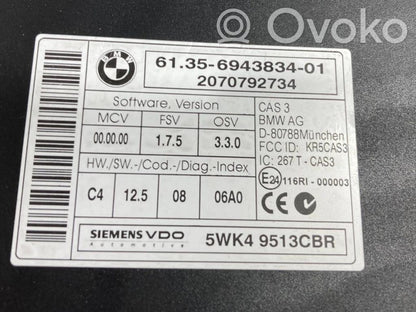 Ovoko
BMW
61.35-6943834-01
2070792734
Software, Version
MCV FSV OSV
00.00.00 1.7.5 3.3.0
HW./SW.-/Cod.-/Diag.-Index
C4 12.5 08 06A0
CAS 3
BMW AG
D-80788München
FCC ID: KR5CAS3
IC: 267 T - CAS3
E24 116RI-000003
CE
SIEMENS VDO
Automotive
5WK4 9513CBR